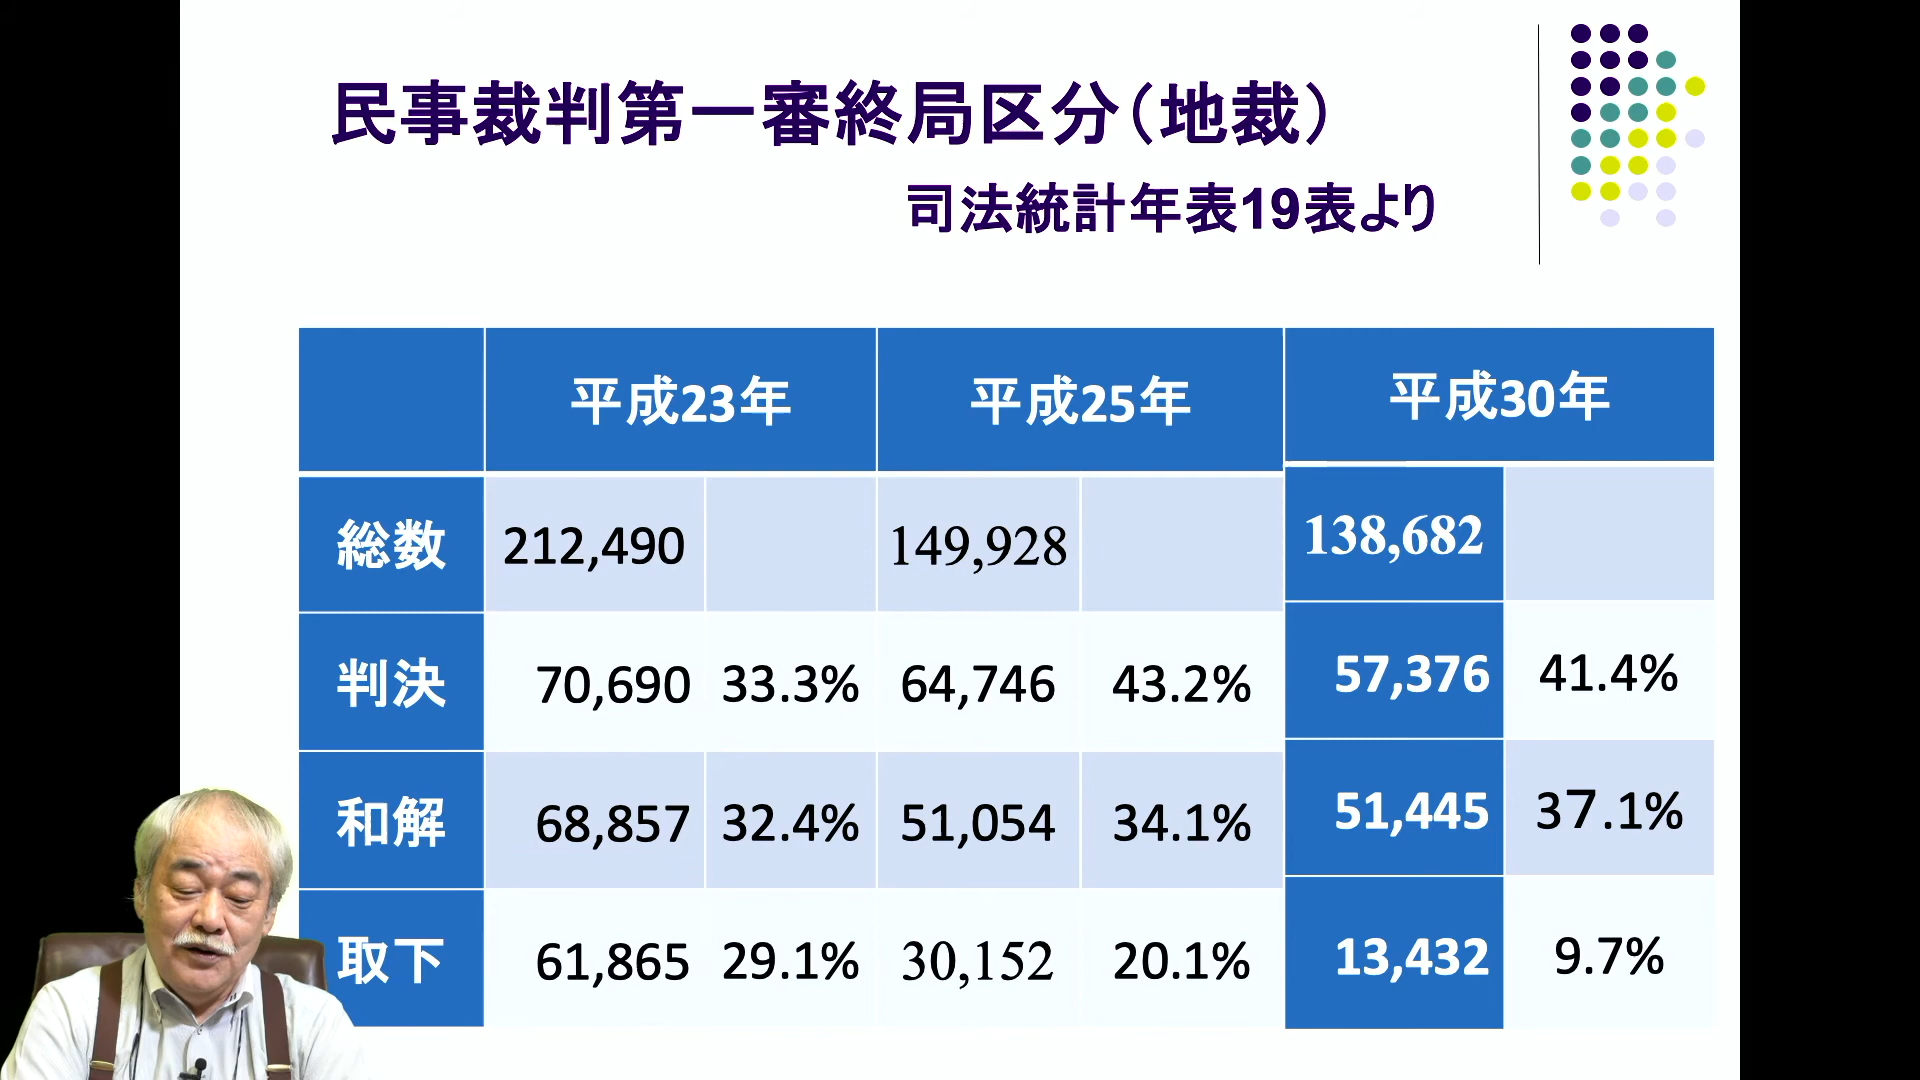 民事裁判第一審終局区分（地裁）
司法統計年表19表より
平成23年 平成25年 平成30年
総数 212,490 149,928 138,682
判決 70,690 33.3% 64,746 43.2% 57,376 41.4%
和解 68,857 32.4% 51,054 34.1% 51,445 37.1%
取下 61,865 29.1% 30,152 20.1% 13,432 9.7%